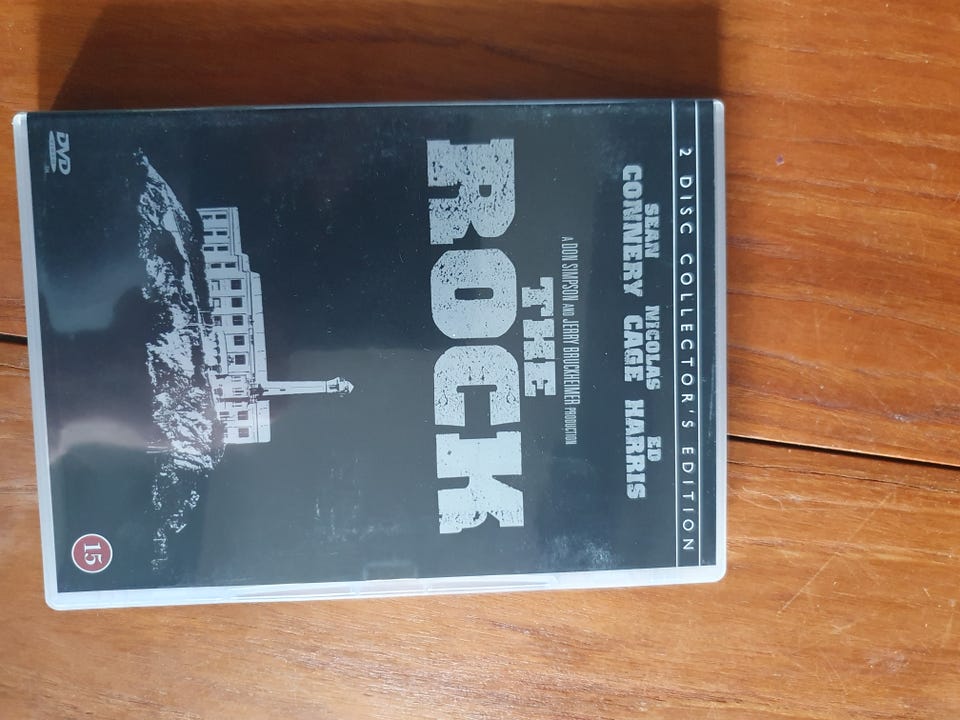 2 DISC COLLECTOR'S EDITION
SEAN NICOLAS ED
CONNERY CAGE HARRIS
A DON SIMPSON AND JERRY BRUCKHEIMER PRODUCTION
THE
ROCK
DVD
15